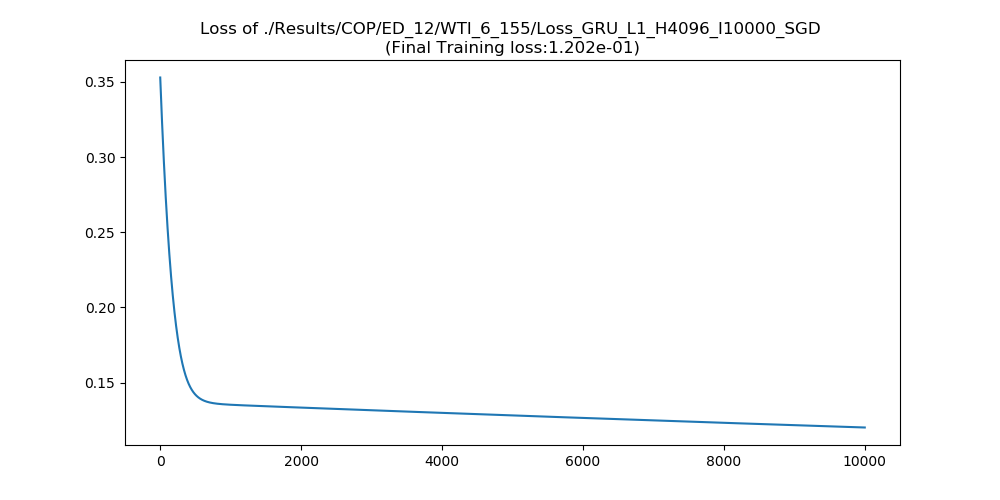 Loss of ./Results/COP/ED_12/WTI_6_155/Loss_GRU_L1_H4096_I10000_SGD
(Final Training loss:1.202e-01)
0.35
0.30
0.25
0.20
0.15
0 2000 4000 6000 8000 10000